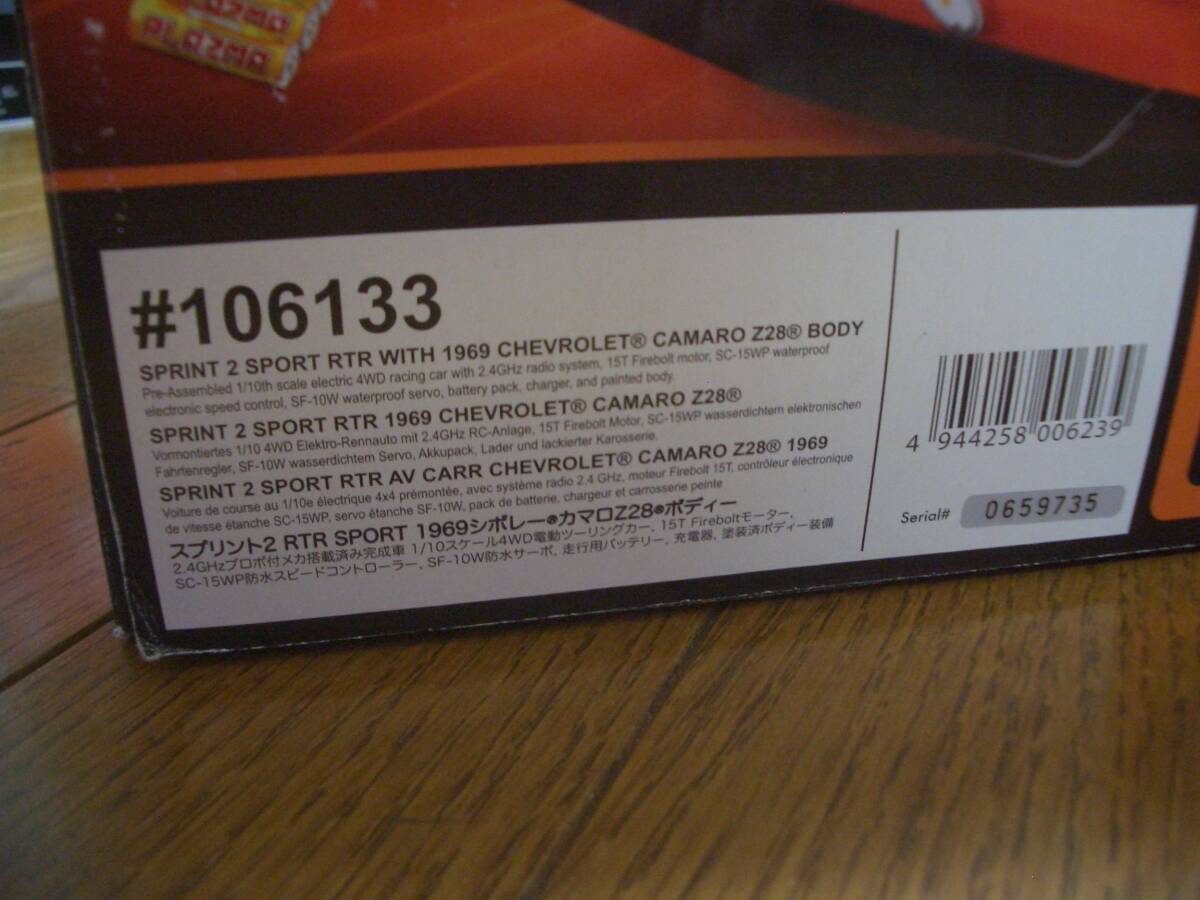 PLAZMA
PLAZMA
#106133
SPRINT 2 SPORT RTR WITH 1969 CHEVROLET® CAMARO Z28® BODY
Pre-Assembled 1/10th scale electric 4WD racing car with 2.4GHz radio system, 15T Firebolt motor, SC-15WP waterproof
electronic speed control, SF-10W waterproof servo, battery pack, charger, and painted body.
SPRINT 2 SPORT RTR 1969 CHEVROLET® CAMARO Z28®
Vormontiertes 1/10 4WD Elektro-Rennauto mit 2.4GHz RC-Anlage, 15T Firebolt Motor, SC-15WP wasserdichtem elektronischen
Fahrtenregler, SF-10W wasserdichtem Servo, Akkupack, Lader und lackierter Karosserie.
SPRINT 2 SPORT RTR AV CARR CHEVROLET® CAMARO Z28® 1969
Voiture de course au 1/10e électrique 4x4 prémontée, avec système radio 2.4 GHz, moteur Firebolt 15T, contrôleur électronique
de vitesse étanche SC-15WP, servo étanche SF-10W, pack de batterie, chargeur et carrosserie peinte
スプリント2 RTR SPORT 1969シボレー®カマロZ28®ボディー
2.4GHzプロポ付メカ搭載済み完成車 1/10スケール4WD電動ツーリングカー, 15T Fireboltモーター,
SC-15WP防水スピードコントローラー, SF-10W防水サーボ, 走行用バッテリー, 充電器, 塗装済ボディー装備
4 944258 006239
Serial# 0659735